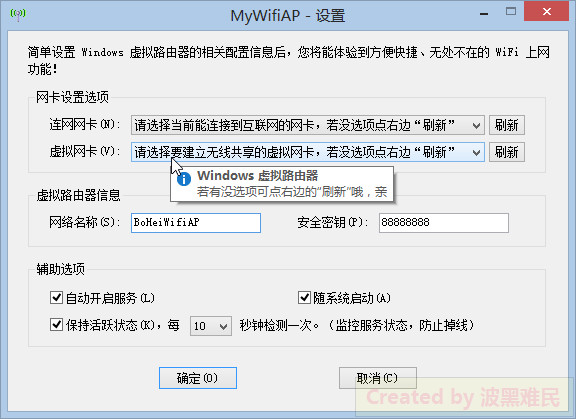 MyWifiAP - 设置
简单设置 Windows 虚拟路由器的相关配置信息后，您将能体验到方便快捷、无处不在的 WiFi 上网
功能！
网卡设置选项
连网网卡(N): 请选择当前能连接到互联网的网卡，若没选项点右边“刷新” 刷新
虚拟网卡(V): 请选择要建立无线共享的虚拟网卡，若没选项点右边“刷新” 刷新
Windows 虚拟路由器
若有没选项可点右边的“刷新”哦，亲
虚拟路由器信息
网络名称(S): BoHeiWifiAP 安全密钥(P): 88888888
辅助选项
自动开启服务(L) 随系统启动(A)
保持活跃状态(K)，每 10 秒钟检测一次。（监控服务状态，防止掉线）
确定(O) 取消(C)
Created by 波黑难民